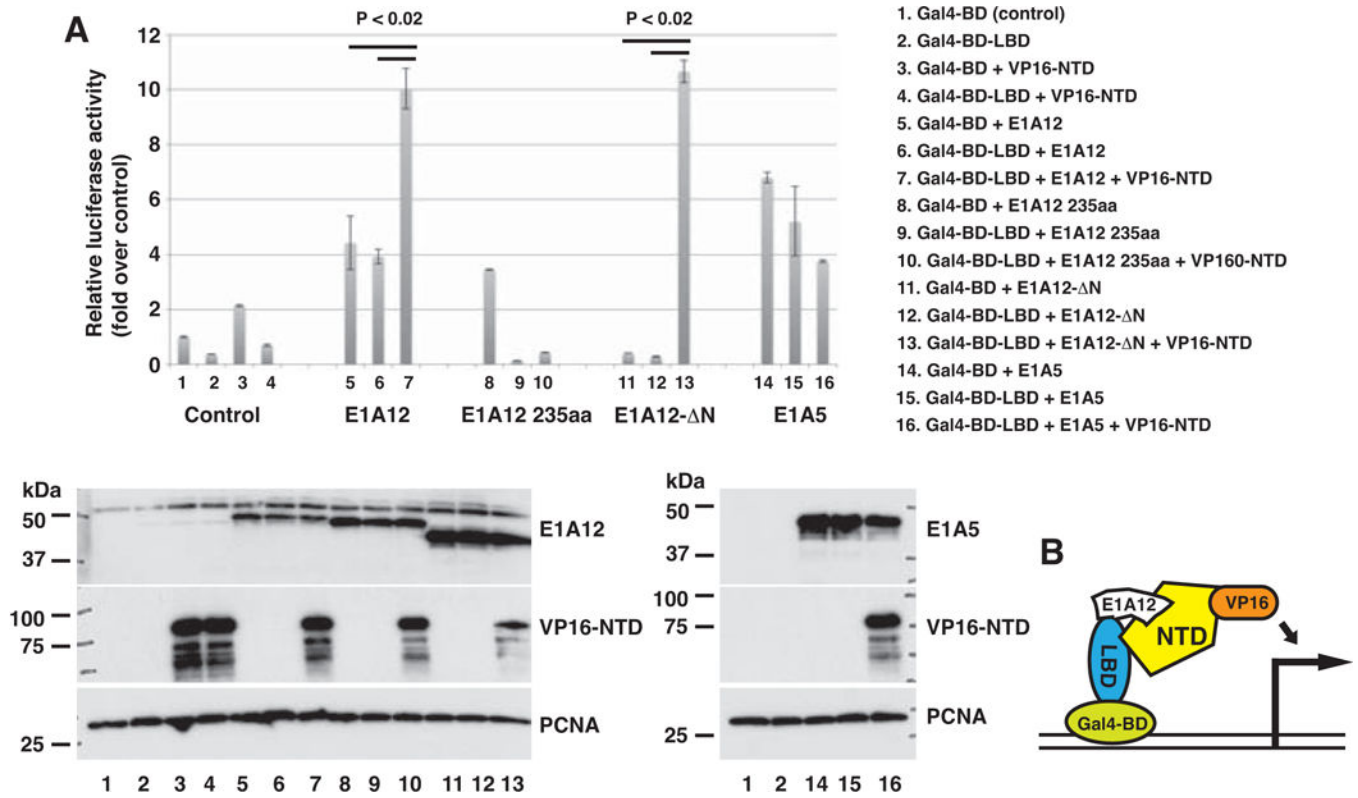 A
P < 0.02
P < 0.02
Relative luciferase activity
(fold over control)
12
10
8
6
4
2
0
1 2 3 4 5 6 7 8 9 10 11 12 13 14 15 16
Control E1A12 E1A12 235aa E1A12-ΔN E1A5
1. Gal4-BD (control)
2. Gal4-BD-LBD
3. Gal4-BD + VP16-NTD
4. Gal4-BD-LBD + VP16-NTD
5. Gal4-BD + E1A12
6. Gal4-BD-LBD + E1A12
7. Gal4-BD-LBD + E1A12 + VP16-NTD
8. Gal4-BD + E1A12 235aa
9. Gal4-BD-LBD + E1A12 235aa
10. Gal4-BD-LBD + E1A12 235aa + VP160-NTD
11. Gal4-BD + E1A12-ΔN
12. Gal4-BD-LBD + E1A12-ΔN
13. Gal4-BD-LBD + E1A12-ΔN + VP16-NTD
14. Gal4-BD + E1A5
15. Gal4-BD-LBD + E1A5
16. Gal4-BD-LBD + E1A5 + VP16-NTD
kDa
50
37
E1A12
100
75
VP16-NTD
25
PCNA
1 2 3 4 5 6 7 8 9 10 11 12 13
kDa
50
37
E1A5
100
75
VP16-NTD
25
PCNA
1 2 14 15 16
B
E1A12
VP16
NTD
LBD
Gal4-BD